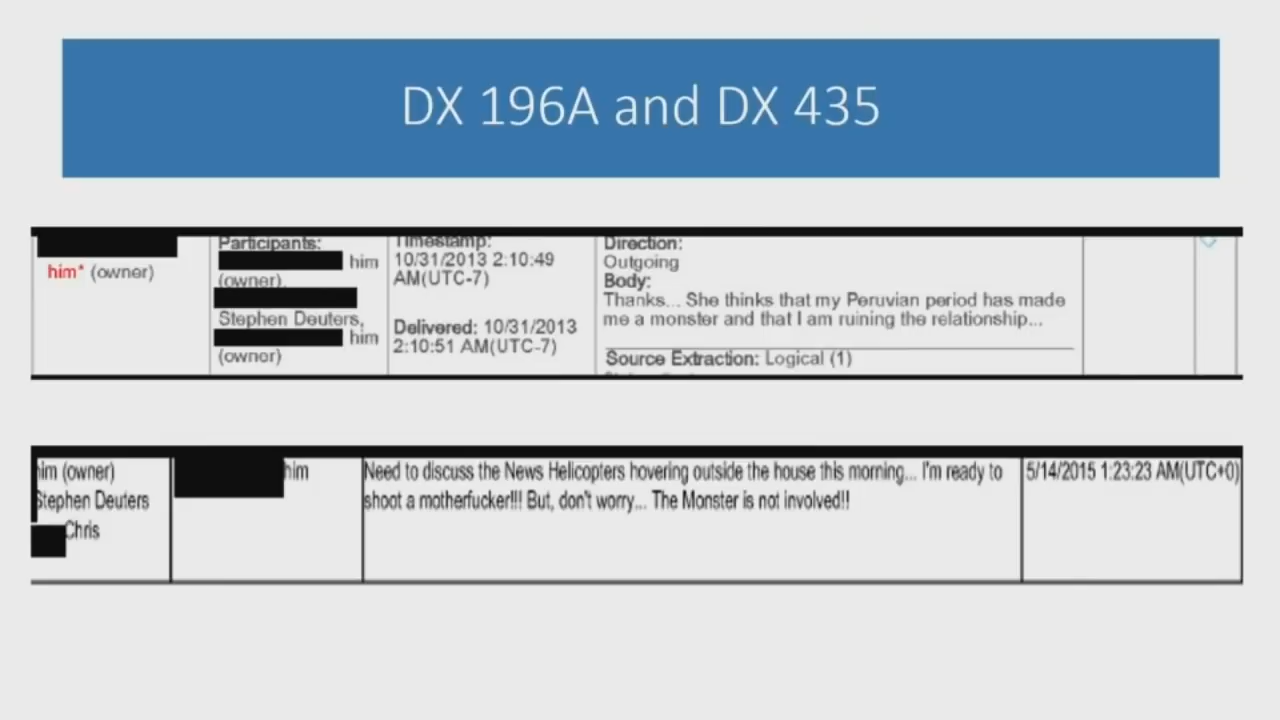 DX 196A and DX 435
him* (owner)
Participants:
him
(owner),
Stephen Deuters,
him
(owner)
Timestamp:
10/31/2013 2:10:49
AM(UTC-7)
Delivered: 10/31/2013
2:10:51 AM(UTC-7)
Direction:
Outgoing
Body:
Thanks... She thinks that my Peruvian period has made
me a monster and that I am ruining the relationship...
Source Extraction: Logical (1)
him (owner)
Stephen Deuters
Chris
him
Need to discuss the News Helicopters hovering outside the house this morning... I'm ready to
shoot a motherfucker!!! But, don't worry... The Monster is not involved!!
5/14/2015 1:23:23 AM(UTC+0)